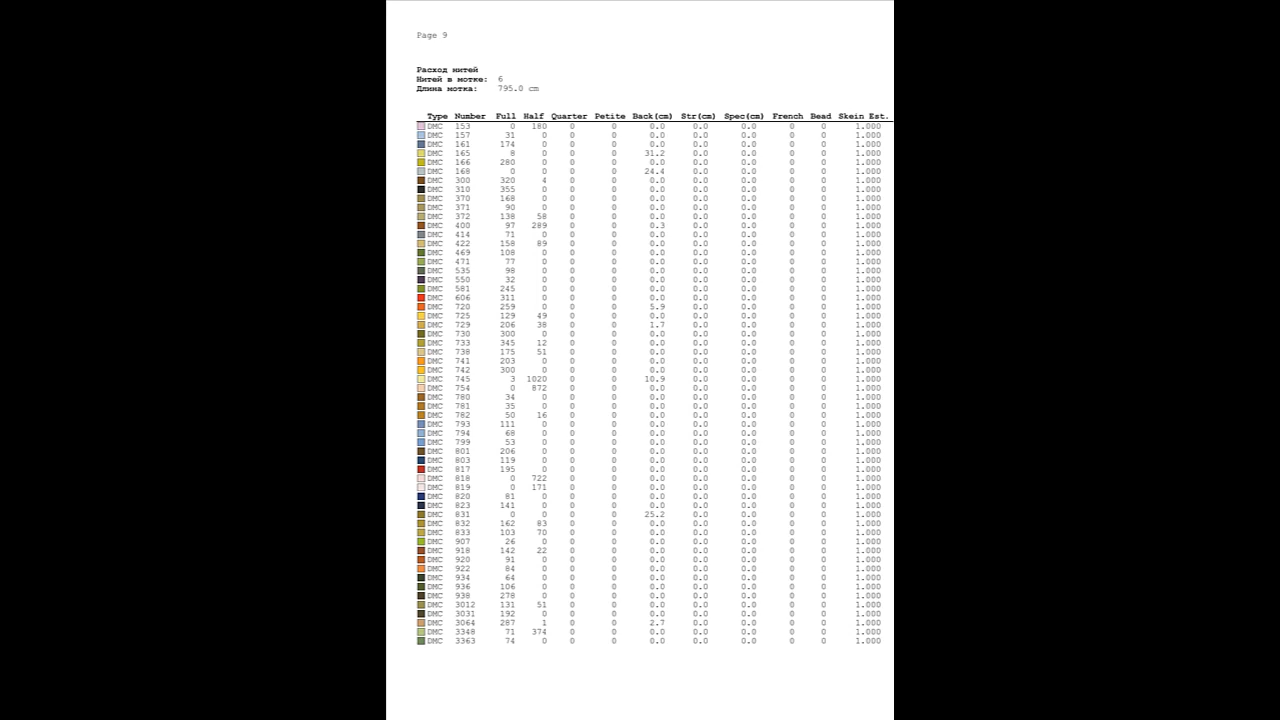 Page 9
Расход нитей
Нитей в мотке: 6
Длина мотка: 795.0 cm
Type Number Full Half Quarter Petite Back(cm) Str(cm) Spec(cm) French Bead Skein Est.
DMC 153 0 180 0 0 0.0 0.0 0.0 0 0 1.000
DMC 157 31 0 0 0 0.0 0.0 0.0 0 0 1.000
DMC 161 174 0 0 0 0.0 0.0 0.0 0 0 1.000
DMC 165 8 0 0 0 31.2 0.0 0.0 0 0 1.000
DMC 166 280 0 0 0 0.0 0.0 0.0 0 0 1.000
DMC 168 0 0 0 0 24.4 0.0 0.0 0 0 1.000
DMC 300 320 4 0 0 0.0 0.0 0.0 0 0 1.000
DMC 310 355 0 0 0 0.0 0.0 0.0 0 0 1.000
DMC 370 168 0 0 0 0.0 0.0 0.0 0 0 1.000
DMC 371 90 0 0 0 0.0 0.0 0.0 0 0 1.000
DMC 372 138 58 0 0 0.0 0.0 0.0 0 0 1.000
DMC 400 97 289 0 0 0.3 0.0 0.0 0 0 1.000
DMC 414 71 0 0 0 0.0 0.0 0.0 0 0 1.000
DMC 422 158 89 0 0 0.0 0.0 0.0 0 0 1.000
DMC 469 108 0 0 0 0.0 0.0 0.0 0 0 1.000
DMC 471 77 0 0 0 0.0 0.0 0.0 0 0 1.000
DMC 535 98 0 0 0 0.0 0.0 0.0 0 0 1.000
DMC 550 32 0 0 0 0.0 0.0 0.0 0 0 1.000
DMC 581 245 0 0 0 0.0 0.0 0.0 0 0 1.000
DMC 606 311 0 0 0 0.0 0.0 0.0 0 0 1.000
DMC 720 259 0 0 0 5.9 0.0 0.0 0 0 1.000
DMC 725 129 49 0 0 0.0 0.0 0.0 0 0 1.000
DMC 729 206 38 0 0 1.7 0.0 0.0 0 0 1.000
DMC 730 300 0 0 0 0.0 0.0 0.0 0 0 1.000
DMC 733 345 12 0 0 0.0 0.0 0.0 0 0 1.000
DMC 738 175 51 0 0 0.0 0.0 0.0 0 0 1.000
DMC 741 203 0 0 0 0.0 0.0 0.0 0 0 1.000
DMC 742 300 0 0 0 0.0 0.0 0.0 0 0 1.000
DMC 745 3 1020 0 0 10.9 0.0 0.0 0 0 1.000
DMC 754 0 872 0 0 0.0 0.0 0.0 0 0 1.000
DMC 780 34 0 0 0 0.0 0.0 0.0 0 0 1.000
DMC 781 35 0 0 0 0.0 0.0 0.0 0 0 1.000
DMC 782 50 16 0 0 0.0 0.0 0.0 0 0 1.000
DMC 793 111 0 0 0 0.0 0.0 0.0 0 0 1.000
DMC 794 68 0 0 0 0.0 0.0 0.0 0 0 1.000
DMC 799 53 0 0 0 0.0 0.0 0.0 0 0 1.000
DMC 801 206 0 0 0 0.0 0.0 0.0 0 0 1.000
DMC 803 119 0 0 0 0.0 0.0 0.0 0 0 1.000
DMC 817 195 0 0 0 0.0 0.0 0.0 0 0 1.000
DMC 818 0 722 0 0 0.0 0.0 0.0 0 0 1.000
DMC 819 0 171 0 0 0.0 0.0 0.0 0 0 1.000
DMC 820 81 0 0 0 0.0 0.0 0.0 0 0 1.000
DMC 823 141 0 0 0 0.0 0.0 0.0 0 0 1.000
DMC 831 0 0 0 0 25.2 0.0 0.0 0 0 1.000
DMC 832 162 83 0 0 0.0 0.0 0.0 0 0 1.000
DMC 833 103 70 0 0 0.0 0.0 0.0 0 0 1.000
DMC 907 26 0 0 0 0.0 0.0 0.0 0 0 1.000
DMC 918 142 22 0 0 0.0 0.0 0.0 0 0 1.000
DMC 920 91 0 0 0 0.0 0.0 0.0 0 0 1.000
DMC 922 84 0 0 0 0.0 0.0 0.0 0 0 1.000
DMC 934 64 0 0 0 0.0 0.0 0.0 0 0 1.000
DMC 936 106 0 0 0 0.0 0.0 0.0 0 0 1.000
DMC 938 278 0 0 0 0.0 0.0 0.0 0 0 1.000
DMC 3012 131 51 0 0 0.0 0.0 0.0 0 0 1.000
DMC 3031 192 0 0 0 0.0 0.0 0.0 0 0 1.000
DMC 3064 287 1 0 0 2.7 0.0 0.0 0 0 1.000
DMC 3348 71 374 0 0 0.0 0.0 0.0 0 0 1.000
DMC 3363 74 0 0 0 0.0 0.0 0.0 0 0 1.000